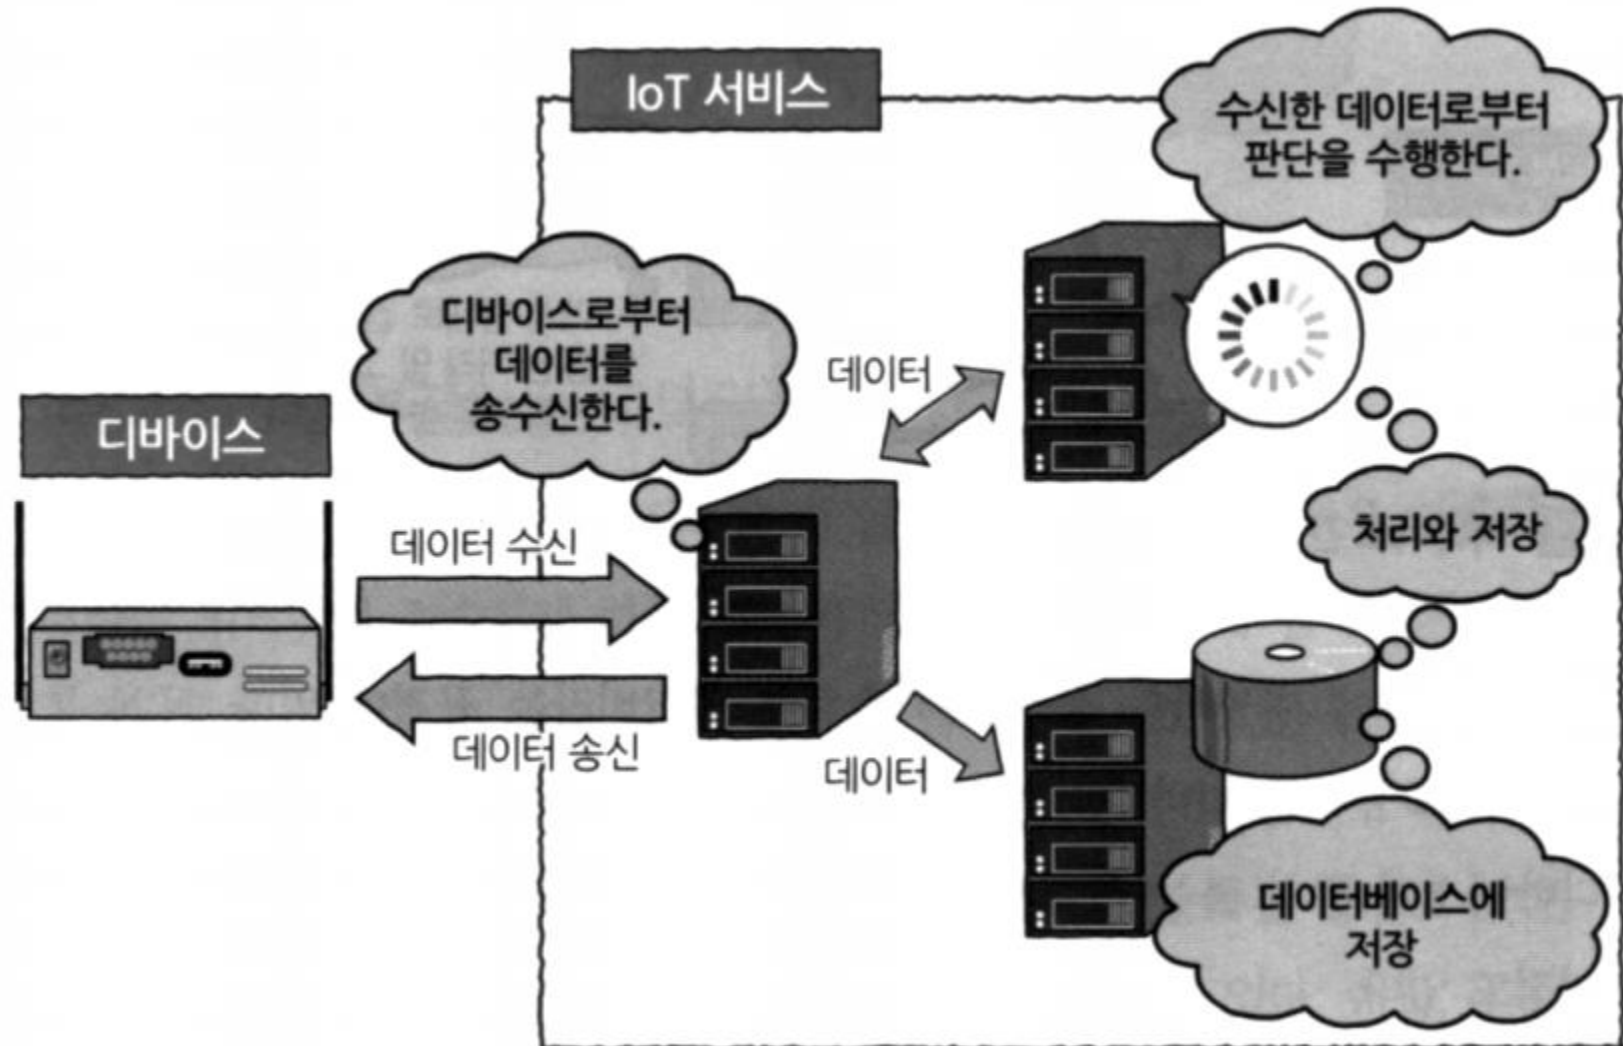 IoT 서비스
수신한 데이터로부터
판단을 수행한다.
디바이스로부터
데이터를
송수신한다.
데이터
디바이스
데이터 수신
처리와 저장
데이터 송신
데이터
데이터베이스에
저장